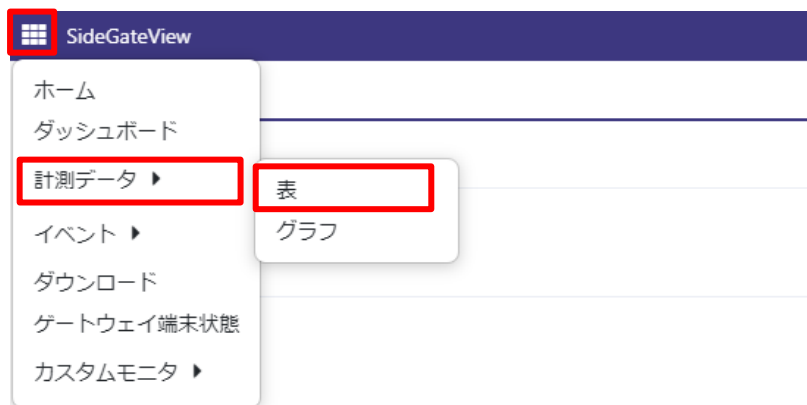 SideGateView
ホーム
ダッシュボード
計測データ
表
イベント
グラフ
ダウンロード
ゲートウェイ端末状態
カスタムモニタ